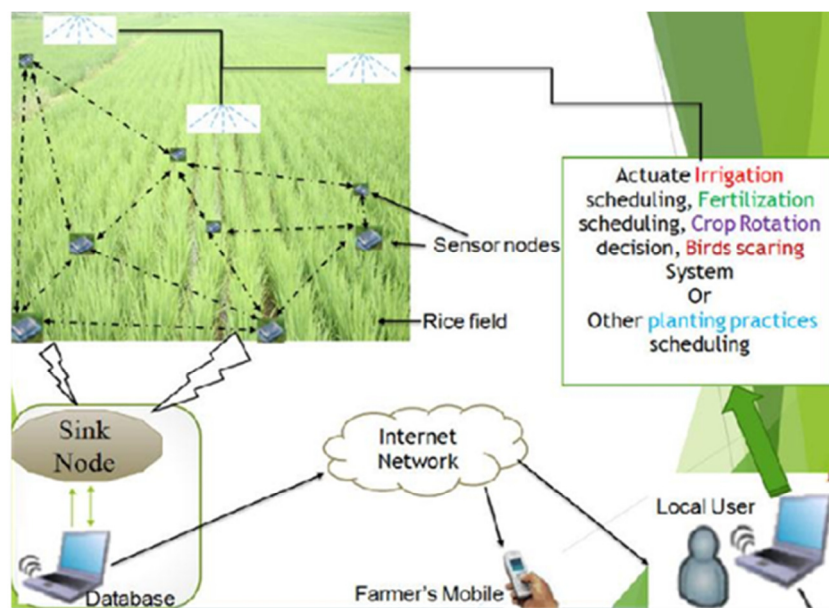 Actuate Irrigation
scheduling, Fertilization
scheduling, Crop Rotation
decision, Birds scaring
System
Or
Other planting practices
scheduling
Sensor nodes
Rice field
Sink
Node
Internet
Network
Local User
Database
Farmer's Mobile